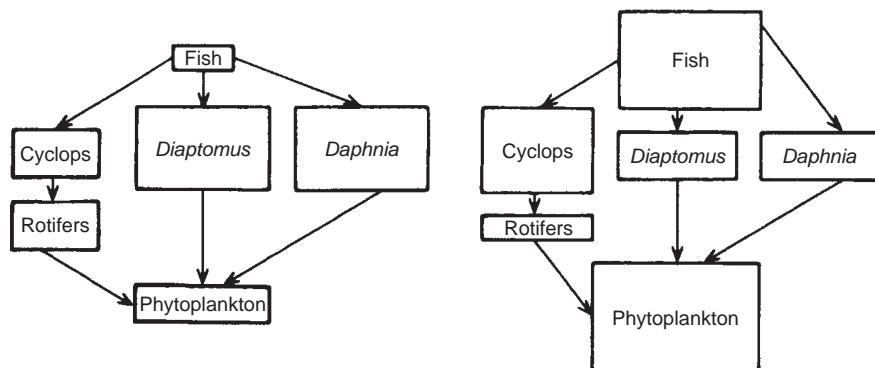 Fish
Cyclops
Diaptomus
Daphnia
Rotifers
Phytoplankton
Fish
Cyclops
Diaptomus
Daphnia
Rotifers
Phytoplankton